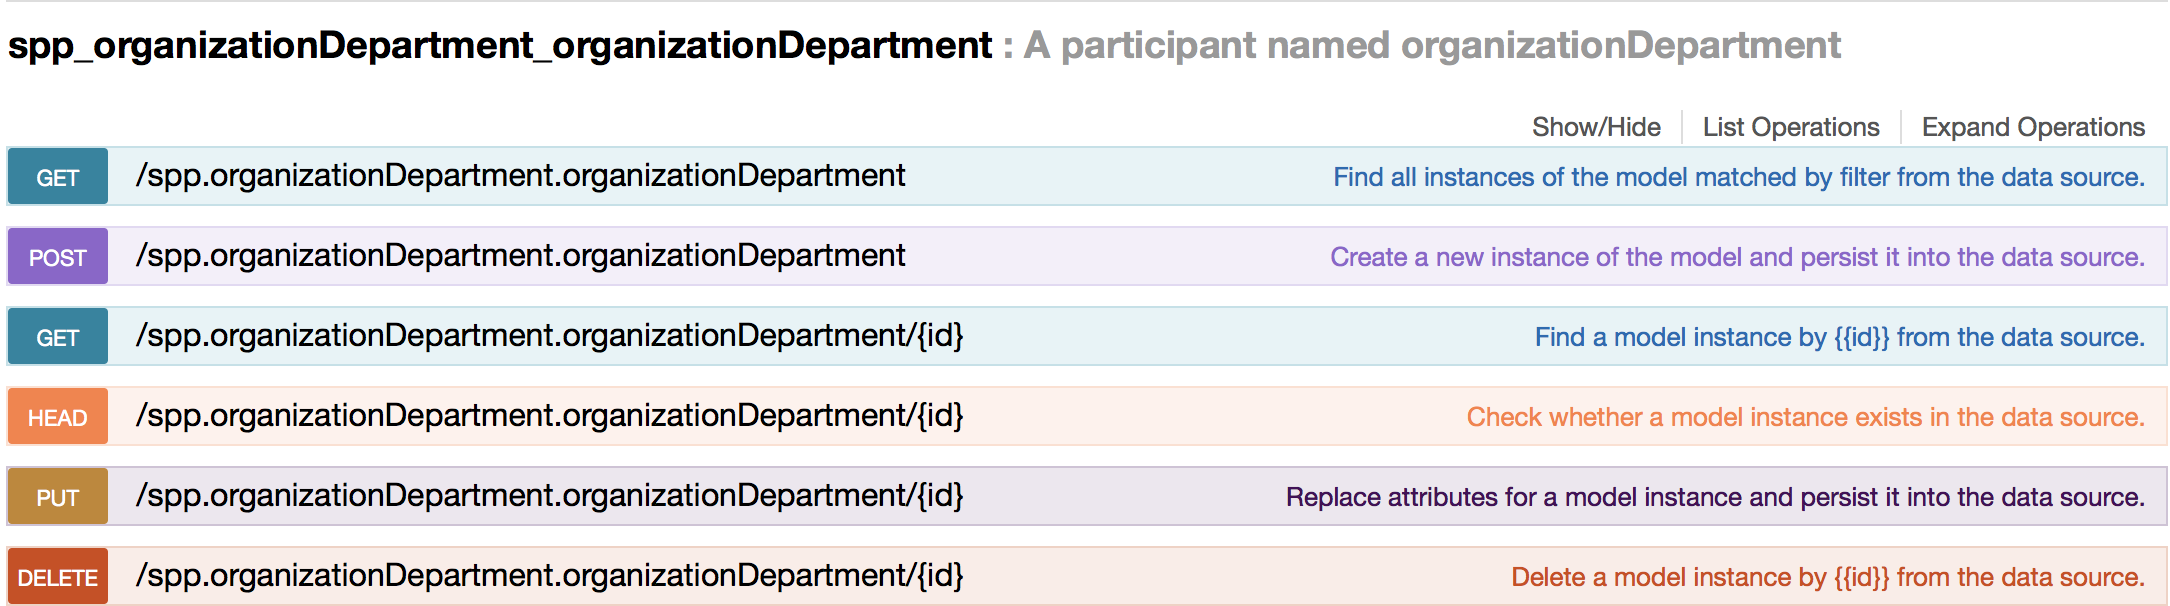 spp_organizationDepartment_organizationDepartment : A participant named organizationDepartment
Show/Hide List Operations Expand Operations
GET /spp.organizationDepartment.organizationDepartment Find all instances of the model matched by filter from the data source.
POST /spp.organizationDepartment.organizationDepartment Create a new instance of the model and persist it into the data source.
GET /spp.organizationDepartment.organizationDepartment/{id} Find a model instance by {{id}} from the data source.
HEAD /spp.organizationDepartment.organizationDepartment/{id} Check whether a model instance exists in the data source.
PUT /spp.organizationDepartment.organizationDepartment/{id} Replace attributes for a model instance and persist it into the data source.
DELETE /spp.organizationDepartment.organizationDepartment/{id} Delete a model instance by {{id}} from the data source.